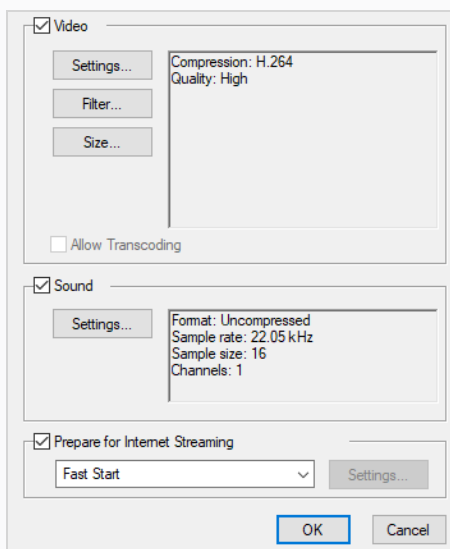 Video
Settings...
Compression: H.264
Quality: High
Filter...
Size...
Allow Transcoding
Sound
Settings...
Format: Uncompressed
Sample rate: 22.05 kHz
Sample size: 16
Channels: 1
Prepare for Internet Streaming
Fast Start
Settings...
OK
Cancel